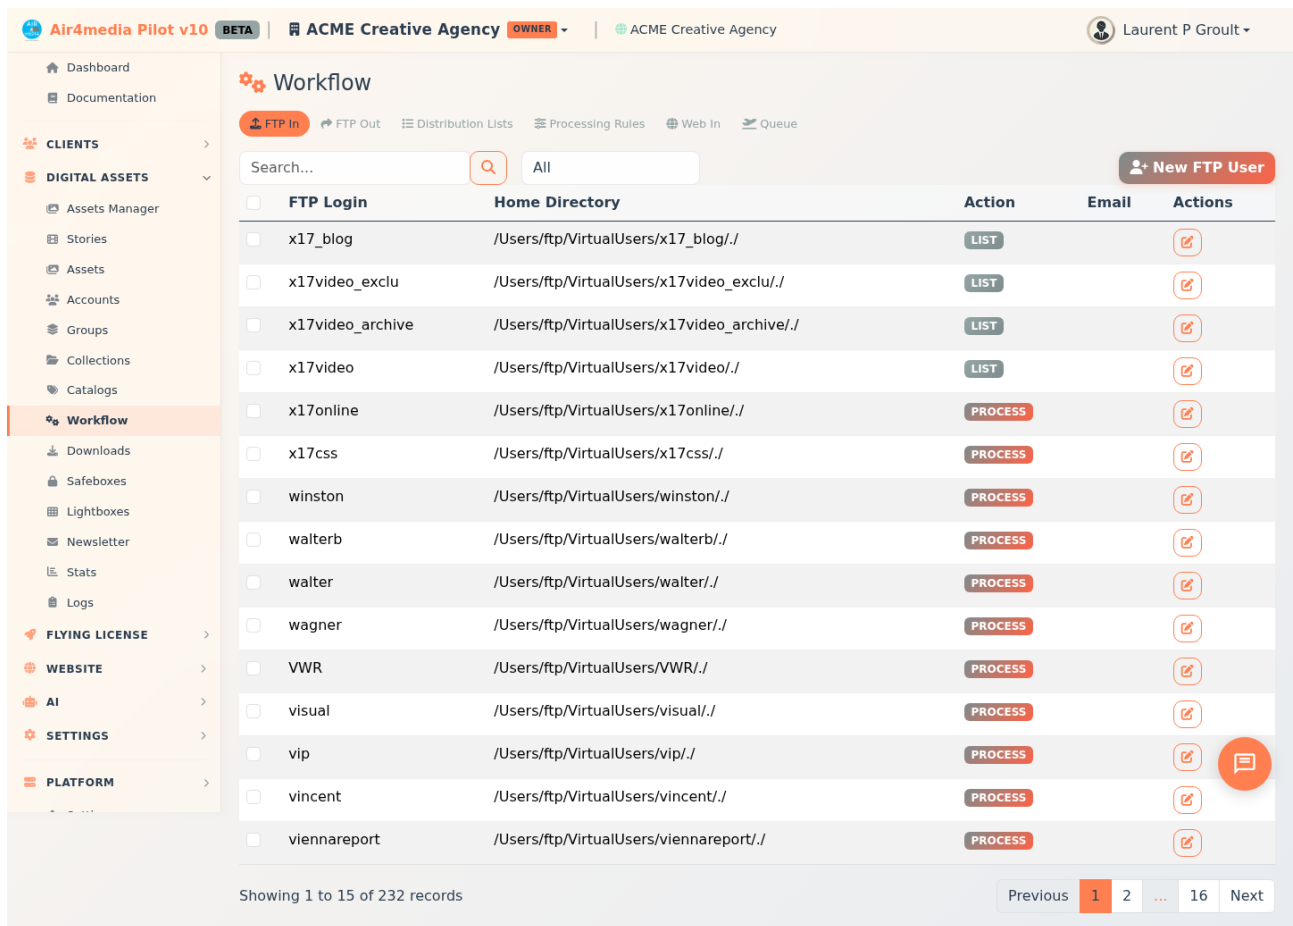 Air4media Pilot v10 BETA | ACME Creative Agency OWNER | ACME Creative Agency Laurent P Groult
Dashboard
Documentation
CLIENTS
DIGITAL ASSETS
Assets Manager
Stories
Assets
Accounts
Groups
Collections
Catalogs
Workflow
Downloads
Safeboxes
Lightboxes
Newsletter
Stats
Logs
FLYING LICENSE
WEBSITE
AI
SETTINGS
PLATFORM
Workflow
FTP In FTP Out Distribution Lists Processing Rules Web In Queue
Search... All New FTP User
FTP Login Home Directory Action Email Actions
x17_blog /Users/ftp/VirtualUsers/x17_blog/./ LIST
x17video_exclu /Users/ftp/VirtualUsers/x17video_exclu/./ LIST
x17video_archive /Users/ftp/VirtualUsers/x17video_archive/./ LIST
x17video /Users/ftp/VirtualUsers/x17video/./ LIST
x17online /Users/ftp/VirtualUsers/x17online/./ PROCESS
x17css /Users/ftp/VirtualUsers/x17css/./ PROCESS
winston /Users/ftp/VirtualUsers/winston/./ PROCESS
walterb /Users/ftp/VirtualUsers/walterb/./ PROCESS
walter /Users/ftp/VirtualUsers/walter/./ PROCESS
wagner /Users/ftp/VirtualUsers/wagner/./ PROCESS
VWR /Users/ftp/VirtualUsers/VWR/./ PROCESS
visual /Users/ftp/VirtualUsers/visual/./ PROCESS
vip /Users/ftp/VirtualUsers/vip/./ PROCESS
vincent /Users/ftp/VirtualUsers/vincent/./ PROCESS
viennareport /Users/ftp/VirtualUsers/viennareport/./ PROCESS
Showing 1 to 15 of 232 records Previous 1 2 ... 16 Next